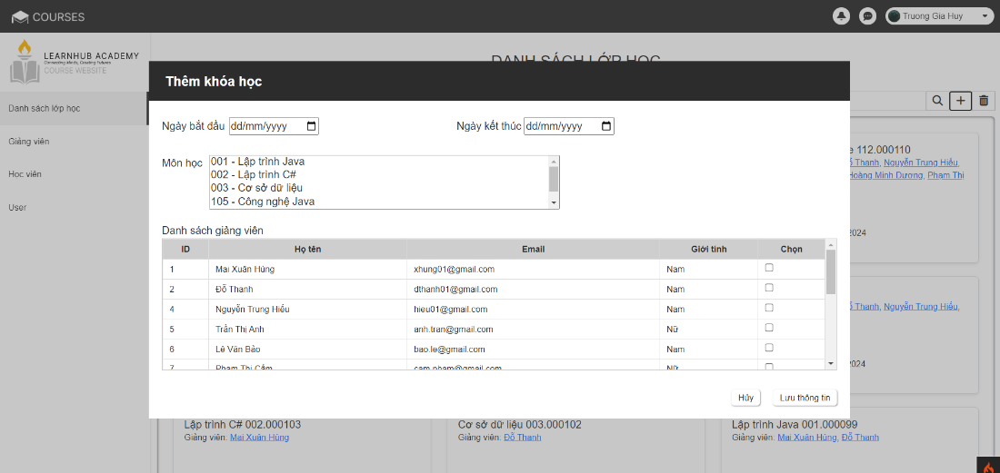 COURSES
Truong Gia Huy
LEARNHUB ACADEMY
Connecting Minds, Creating Futures
COURSE WEBSITE
DANH SÁCH LỚP HỌC
Danh sách lớp học
Giảng viên
Học viên
User
Thêm khóa học
Ngày bắt đầu dd/mm/yyyy
Ngày kết thúc dd/mm/yyyy
Môn học
001 - Lập trình Java
002 - Lập trình C#
003 - Cơ sở dữ liệu
105 - Công nghệ Java
Danh sách giảng viên
ID Họ tên Email Giới tính Chọn
1 Mai Xuân Hùng xhung01@gmail.com Nam
2 Đỗ Thanh dthanh01@gmail.com Nam
4 Nguyễn Trung Hiếu hieu01@gmail.com Nam
5 Trần Thị Anh anh.tran@gmail.com Nữ
6 Lê Văn Bảo bao.le@gmail.com Nam
7 Phạm Thị Cẩm cam.pham@gmail.com Nữ
Hủy
Lưu thông tin
112.000110
Thanh, Nguyễn Trung Hiếu,
Hoàng Minh Dương, Phạm Thị
2024
Thanh, Nguyễn Trung Hiếu,
2024
Lập trình C# 002.000103
Giảng viên: Mai Xuân Hùng
Cơ sở dữ liệu 003.000102
Giảng viên: Đỗ Thanh
Lập trình Java 001.000099
Giảng viên: Mai Xuân Hùng, Đỗ Thanh